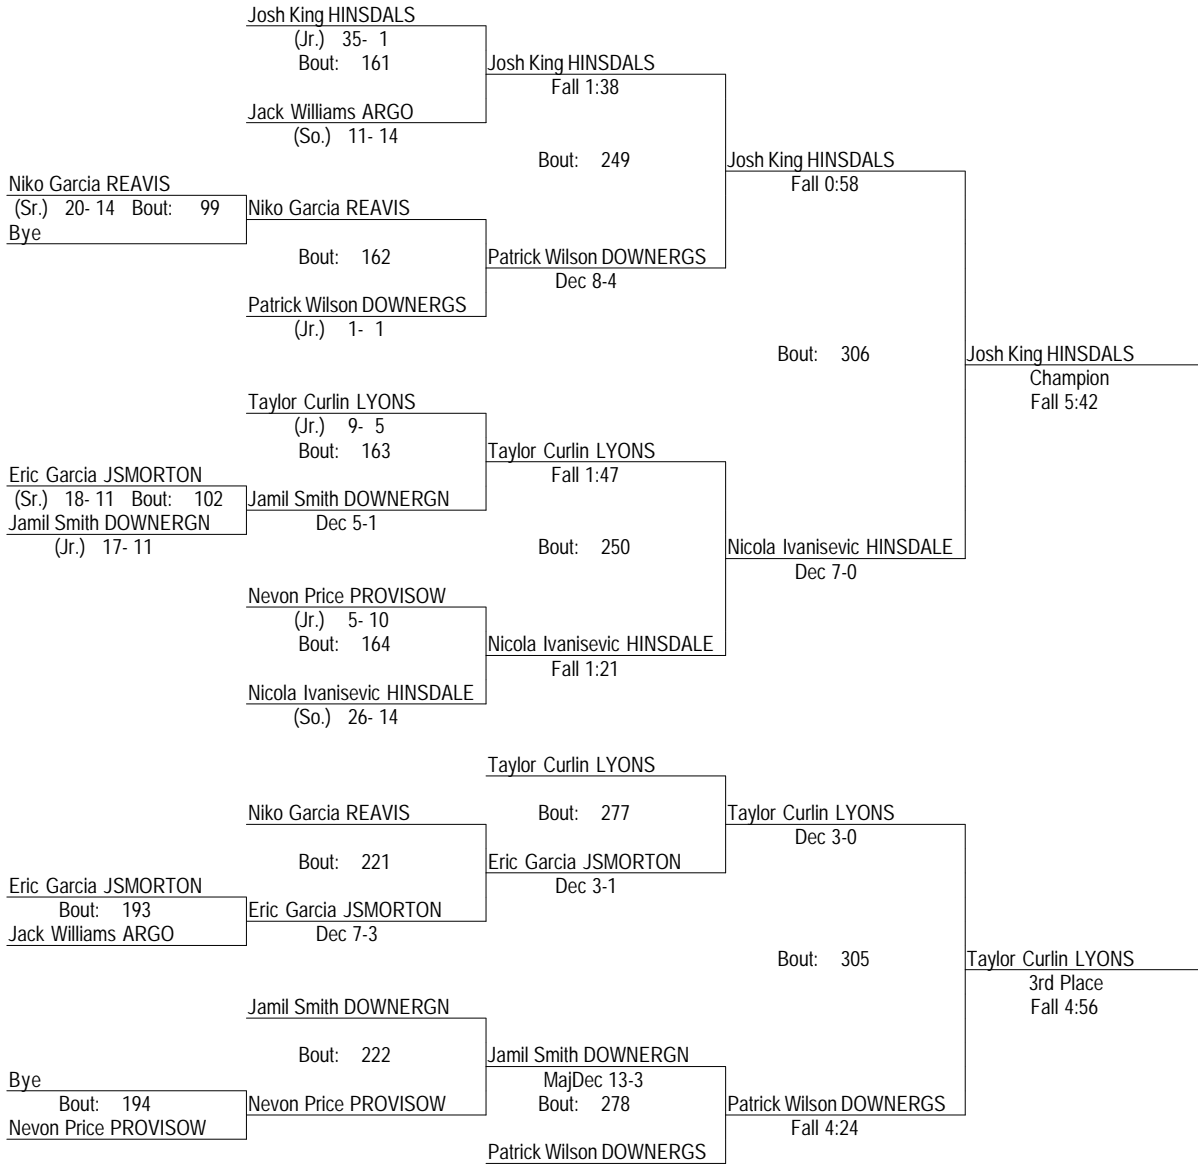 Josh King HINSDALS
(Jr.) 35- 1
Bout: 161
Josh King HINSDALS
Fall 1:38
Jack Williams ARGO
(So.) 11- 14
Bout: 249
Josh King HINSDALS
Fall 0:58
Niko Garcia REAVIS
(Sr.) 20- 14 Bout: 99
Bye
Niko Garcia REAVIS
Bout: 162
Patrick Wilson DOWNERGS
Dec 8-4
Patrick Wilson DOWNERGS
(Jr.) 1- 1
Bout: 306
Josh King HINSDALS
Champion
Fall 5:42
Taylor Curlin LYONS
(Jr.) 9- 5
Bout: 163
Taylor Curlin LYONS
Fall 1:47
Eric Garcia JSMORTON
(Sr.) 18- 11 Bout: 102
Jamil Smith DOWNERGN
(Jr.) 17- 11
Jamil Smith DOWNERGN
Dec 5-1
Bout: 250
Nicola Ivanisevic HINSDALE
Dec 7-0
Nevon Price PROVISOW
(Jr.) 5- 10
Bout: 164
Nicola Ivanisevic HINSDALE
Fall 1:21
Nicola Ivanisevic HINSDALE
(So.) 26- 14
Taylor Curlin LYONS
Bout: 277
Taylor Curlin LYONS
Dec 3-0
Niko Garcia REAVIS
Bout: 221
Eric Garcia JSMORTON
Dec 3-1
Eric Garcia JSMORTON
Bout: 193
Jack Williams ARGO
Eric Garcia JSMORTON
Dec 7-3
Bout: 305
Taylor Curlin LYONS
3rd Place
Fall 4:56
Jamil Smith DOWNERGN
Bout: 222
Jamil Smith DOWNERGN
MajDec 13-3
Bout: 278
Bye
Bout: 194
Nevon Price PROVISOW
Nevon Price PROVISOW
Patrick Wilson DOWNERGS
Fall 4:24
Patrick Wilson DOWNERGS